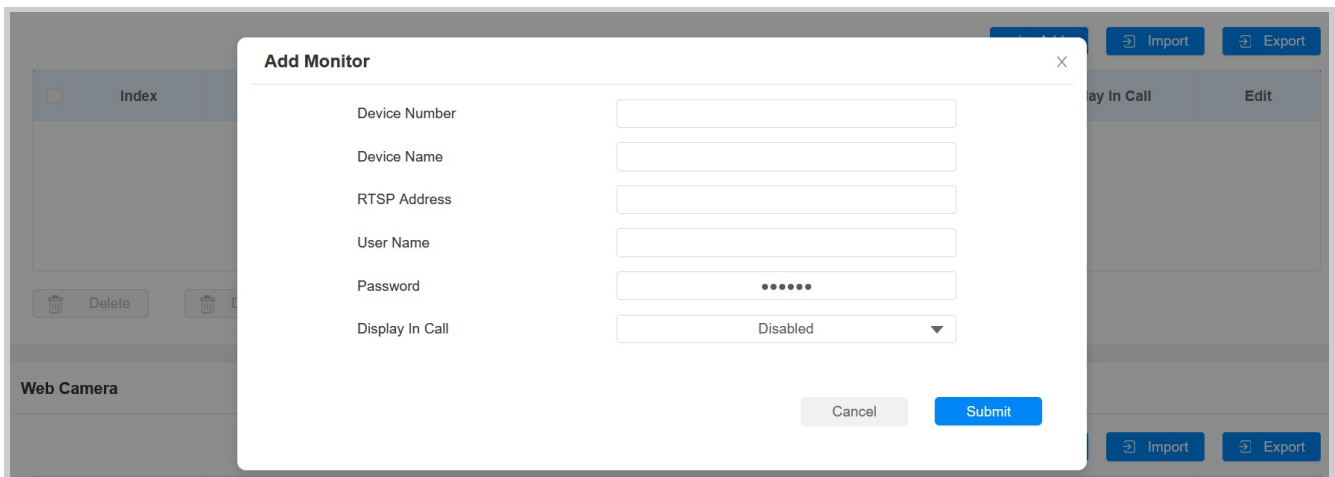 Import Export
Add Monitor
Index
lay In Call Edit
Device Number
Device Name
RTSP Address
User Name
Password ●●●●●●
Display In Call Disabled
Delete
Web Camera
Cancel Submit
Import Export